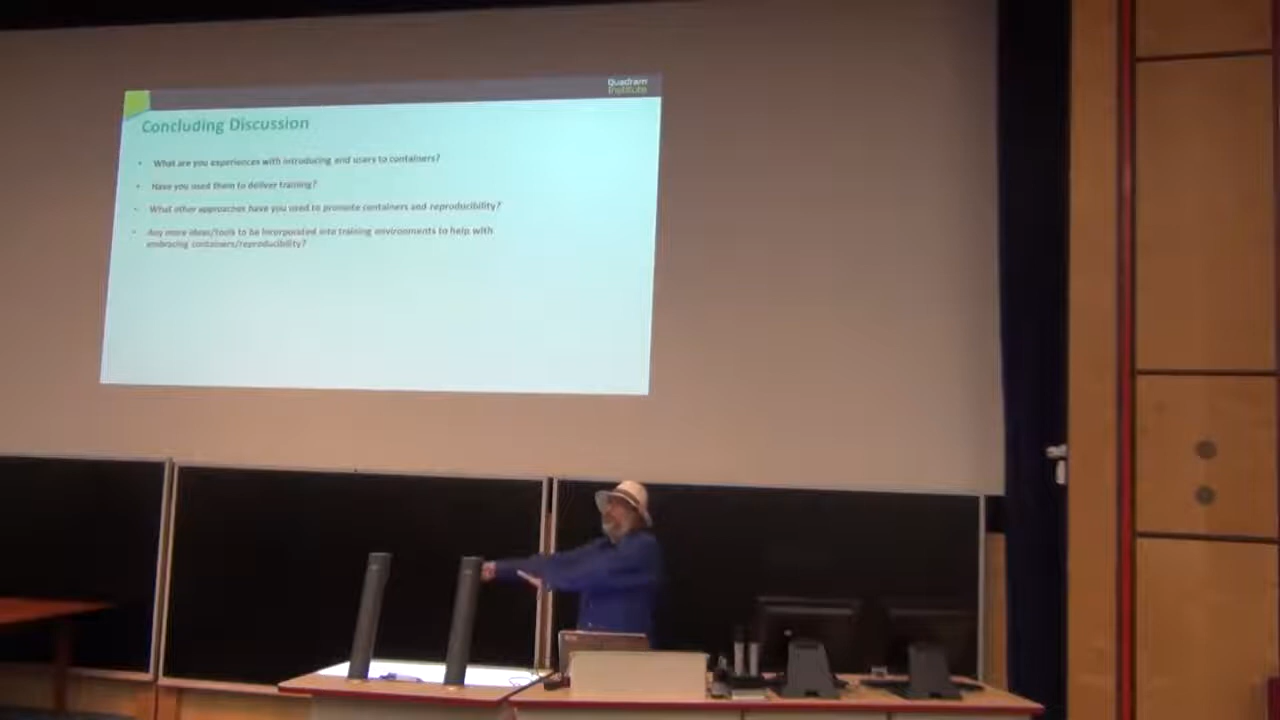 Quadram
Institute
Concluding Discussion
• What are you experiences with introducing end users to containers?
• Have you used them to deliver training?
• What other approaches have you used to promote containers and reproducibility?
• Any more ideas/tools to be incorporated into training environments to help with
embracing containers/reproducibility?